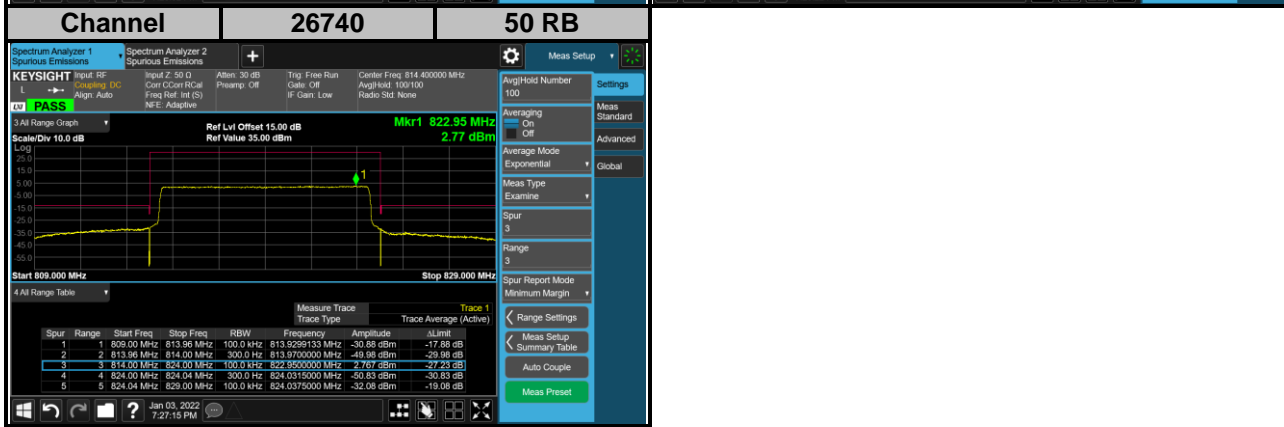 Channel 26740 50 RB
Spectrum Analyzer 1
Spurious Emissions
Spectrum Analyzer 2
Spurious Emissions
+
Meas Setup
KEYSIGHT
L
LXI PASS
Input: RF
Coupling: DC
Align: Auto
Input Z: 50 Ω
Corr CCorr RCal
Freq Ref: Int (S)
NFE: Adaptive
Atten: 30 dB
Preamp: Off
Trig: Free Run
Gate: Off
IF Gain: Low
Center Freq: 814.400000 MHz
Avg|Hold: 100/100
Radio Std: None
3 All Range Graph
Scale/Div 10.0 dB
Ref Lvl Offset 15.00 dB
Ref Value 35.00 dBm
Mkr1 822.95 MHz
2.77 dBm
Log
25.0
15.0
5.00
-5.00
-15.0
-25.0
-35.0
-45.0
-55.0
1
Start 809.000 MHz
Stop 829.000 MHz
4 All Range Table
Measure Trace Trace 1
Trace Type Trace Average (Active)
Spur Range Start Freq Stop Freq RBW Frequency Amplitude ΔLimit
1 1 809.00 MHz 813.96 MHz 100.0 kHz 813.9299133 MHz -30.88 dBm -17.88 dB
2 2 813.96 MHz 814.00 MHz 300.0 Hz 813.9700000 MHz -49.98 dBm -29.98 dB
3 3 814.00 MHz 824.00 MHz 100.0 kHz 822.9500000 MHz 2.767 dBm -27.23 dB
4 4 824.00 MHz 824.04 MHz 300.0 Hz 824.0315000 MHz -50.83 dBm -30.83 dB
5 5 824.04 MHz 829.00 MHz 100.0 kHz 824.0375000 MHz -32.08 dBm -19.08 dB
?
Jan 03, 2022
7:27:15 PM
Avg|Hold Number
100
Averaging
On
Off
Average Mode
Exponential
Meas Type
Examine
Spur
3
Range
3
Spur Report Mode
Minimum Margin
Range Settings
Meas Setup
Summary Table
Auto Couple
Meas Preset
Settings
Meas
Standard
Advanced
Global